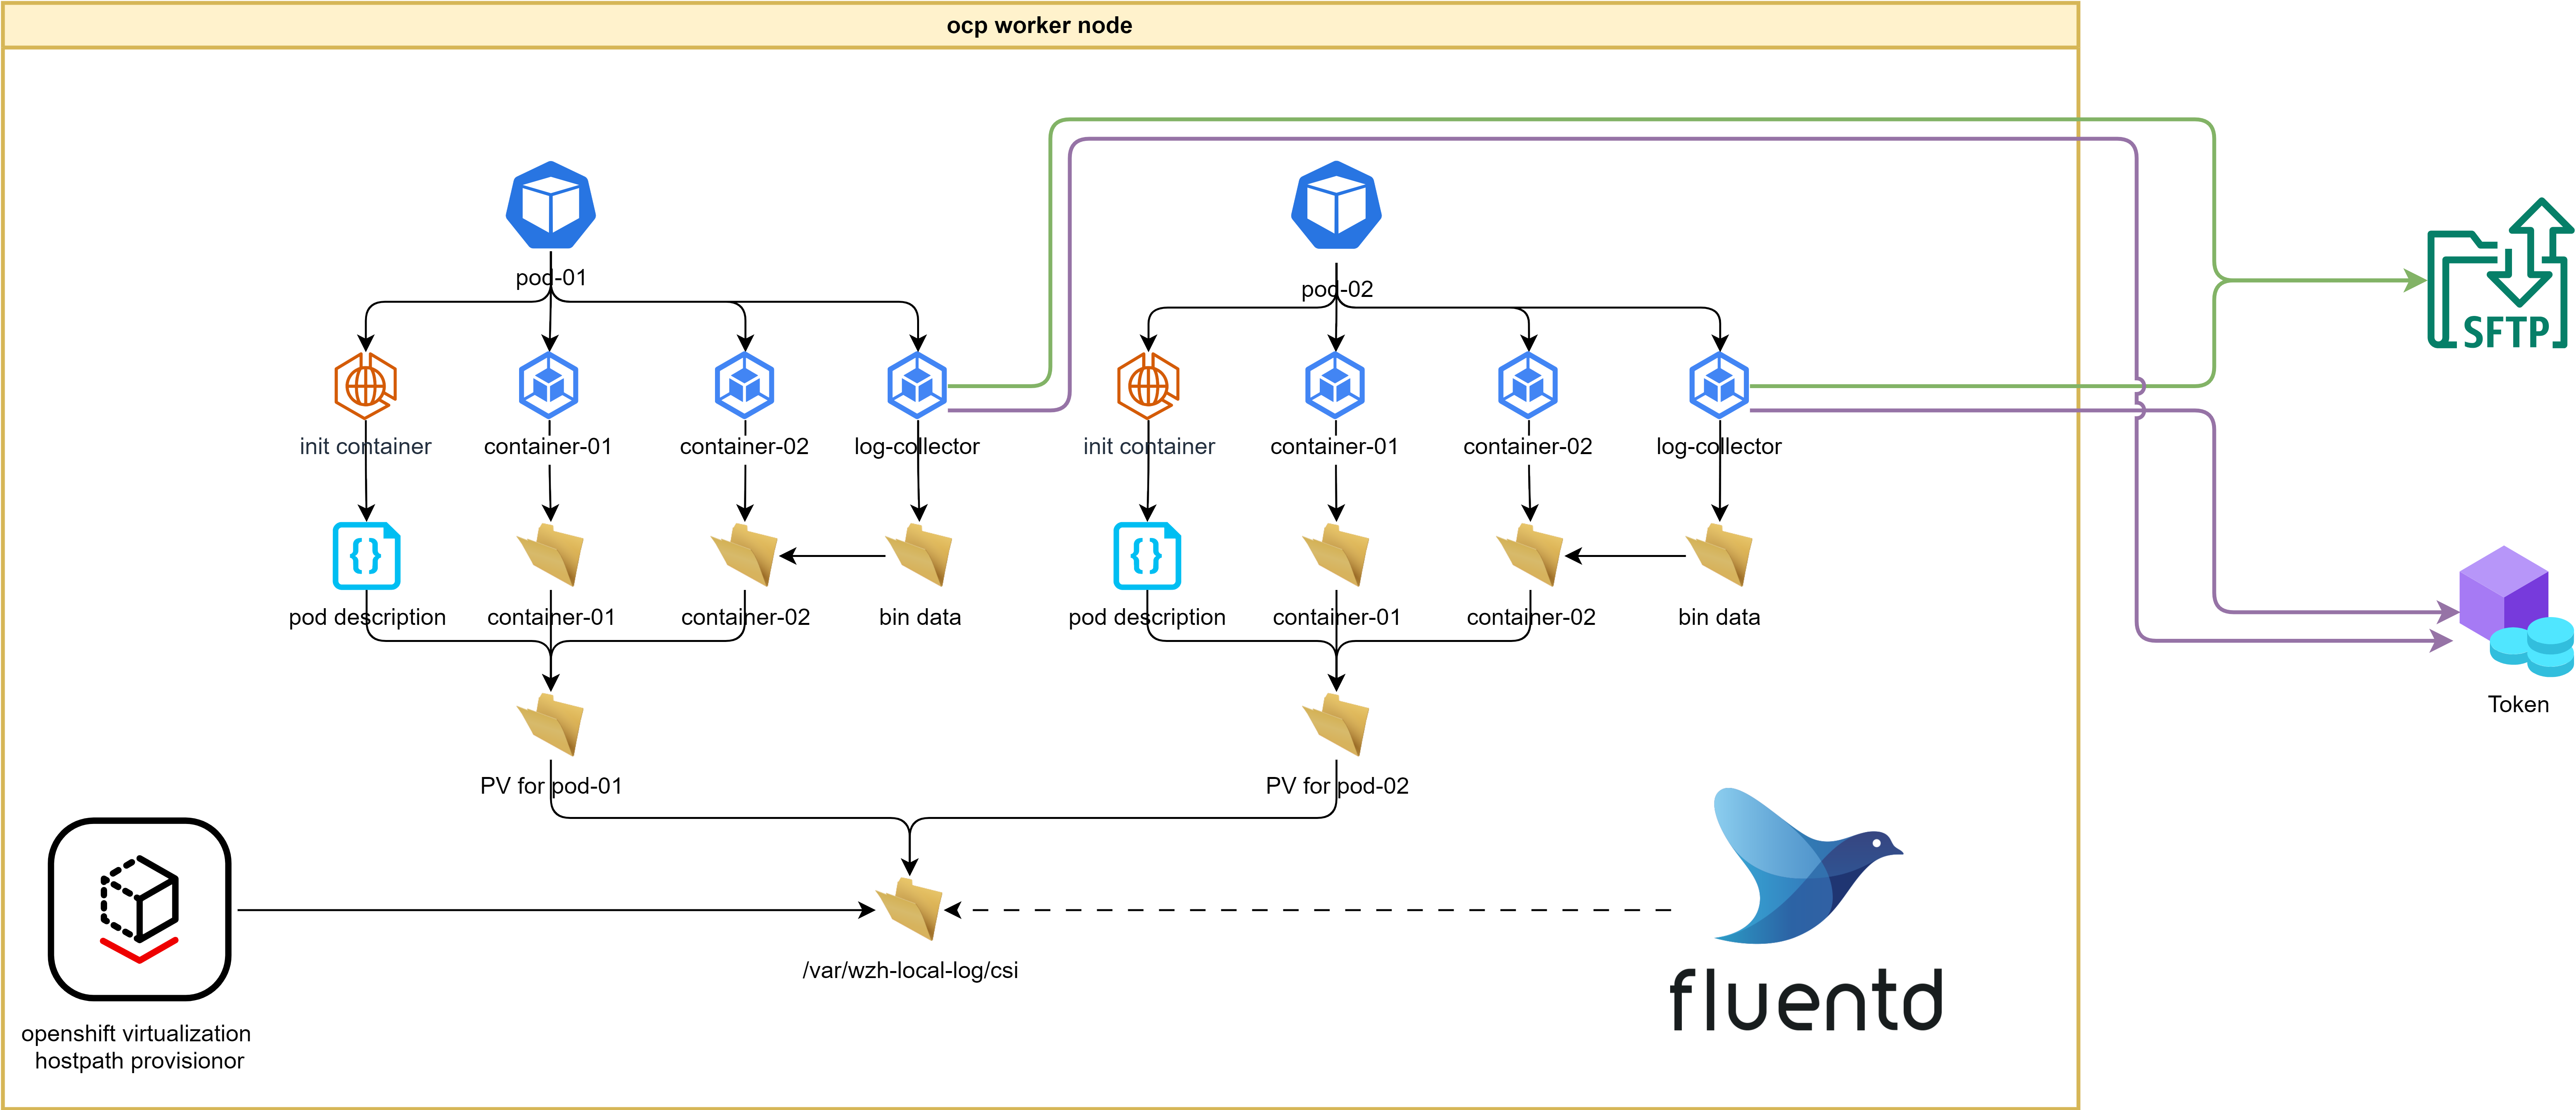 ocp worker node
pod-01
pod-02
SFTP
init container
container-01
container-02
log-collector
init container
container-01
container-02
log-collector
{}
{}
pod description
container-01
container-02
bin data
pod description
container-01
container-02
bin data
Token
PV for pod-01
PV for pod-02
/var/wzh-local-log/csi
fluentd
openshift virtualization
hostpath provisionor